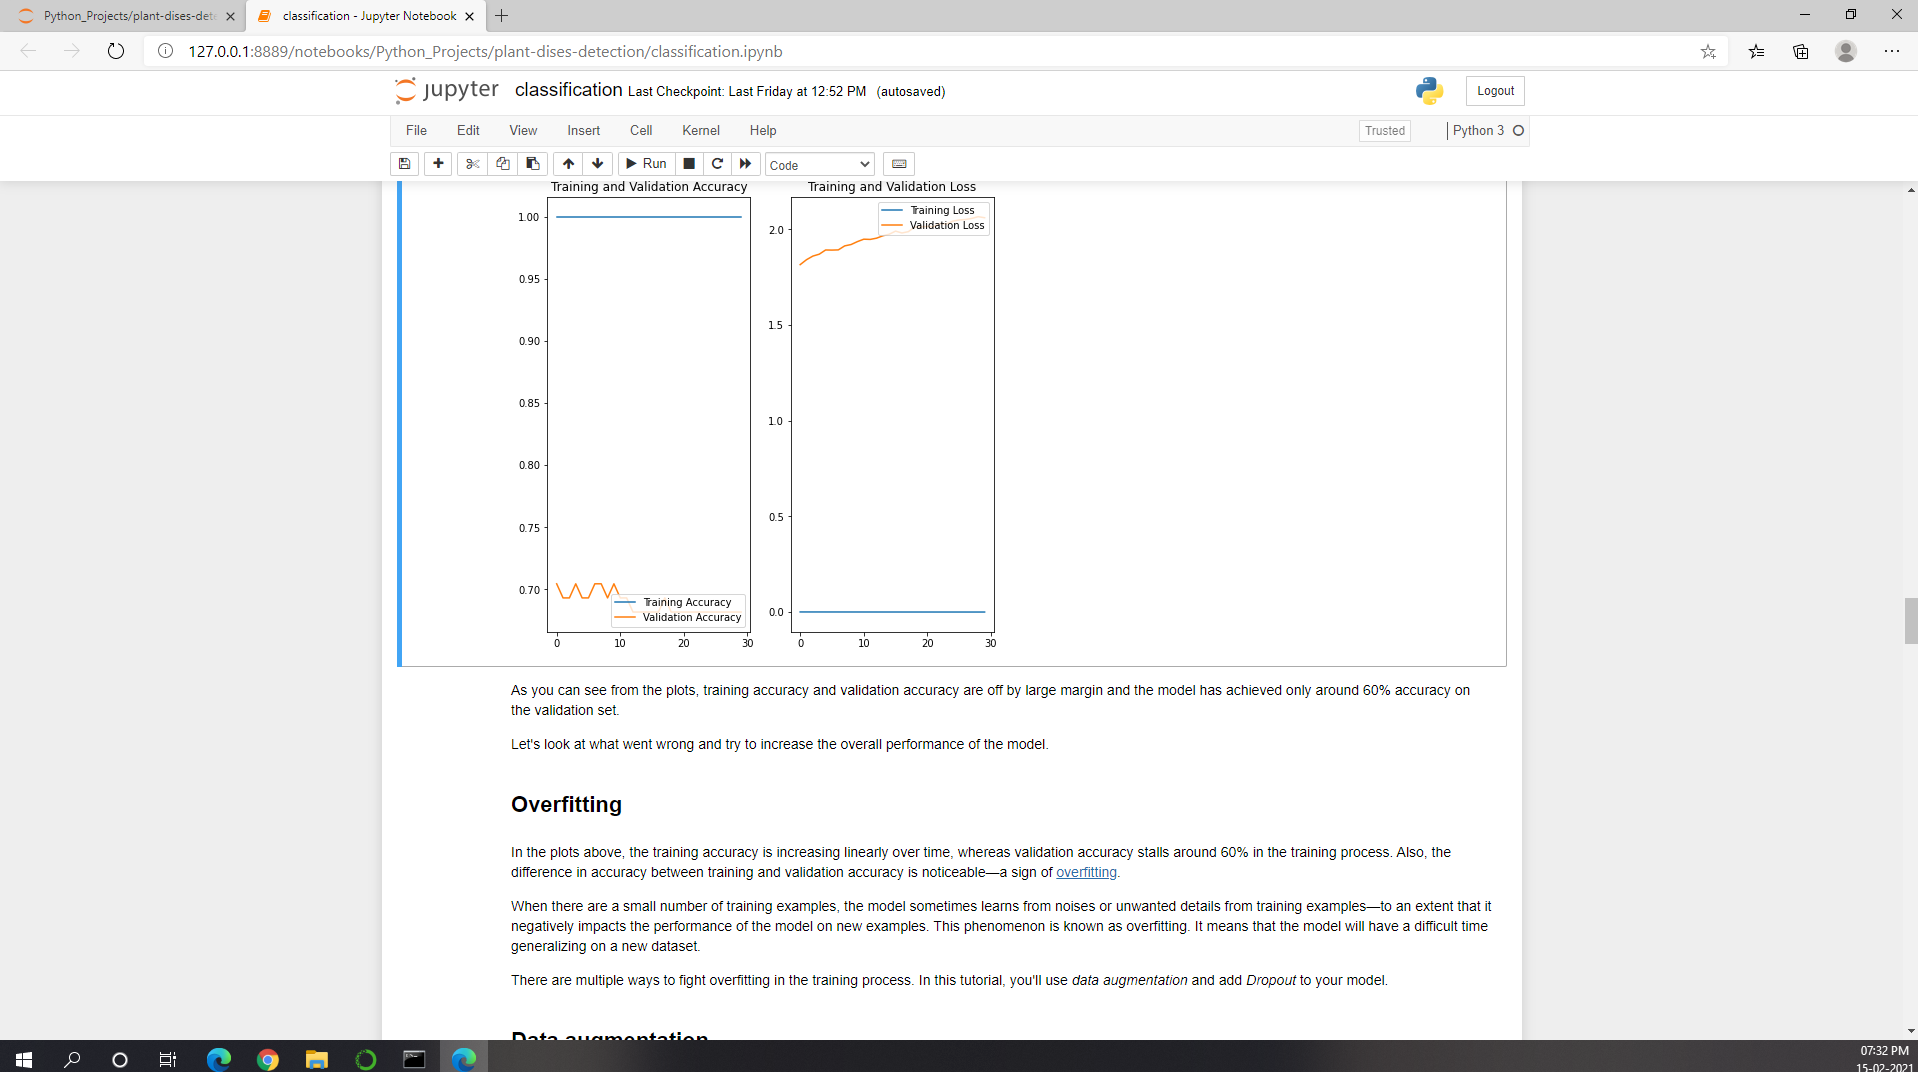 Python_Projects/plant-dises-dete
classification - Jupyter Notebook
127.0.0.1:8889/notebooks/Python_Projects/plant-dises-detection/classification.ipynb
jupyter classification Last Checkpoint: Last Friday at 12:52 PM (autosaved)
Logout
File Edit View Insert Cell Kernel Help
Trusted
Python 3
Run
Code
Training and Validation Accuracy
1.00
0.95
0.90
0.85
0.80
0.75
0.70
Training Accuracy
Validation Accuracy
0 10 20 30
Training and Validation Loss
Training Loss
Validation Loss
2.0
1.5
1.0
0.5
0.0
0 10 20 30
As you can see from the plots, training accuracy and validation accuracy are off by large margin and the model has achieved only around 60% accuracy on
the validation set.
Let's look at what went wrong and try to increase the overall performance of the model.
Overfitting
In the plots above, the training accuracy is increasing linearly over time, whereas validation accuracy stalls around 60% in the training process. Also, the
difference in accuracy between training and validation accuracy is noticeable—a sign of overfitting.
When there are a small number of training examples, the model sometimes learns from noises or unwanted details from training examples—to an extent that it
negatively impacts the performance of the model on new examples. This phenomenon is known as overfitting. It means that the model will have a difficult time
generalizing on a new dataset.
There are multiple ways to fight overfitting in the training process. In this tutorial, you'll use data augmentation and add Dropout to your model.
Data augmentation
07:32 PM
15-02-2021